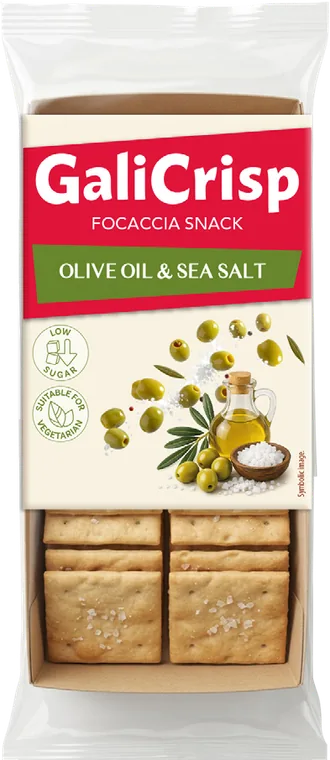 GaliCrisp
FOCACCIA SNACK
OLIVE OIL & SEA SALT
LOW
SUGAR
SUITABLE FOR
VEGETARIAN
Symbolic image.